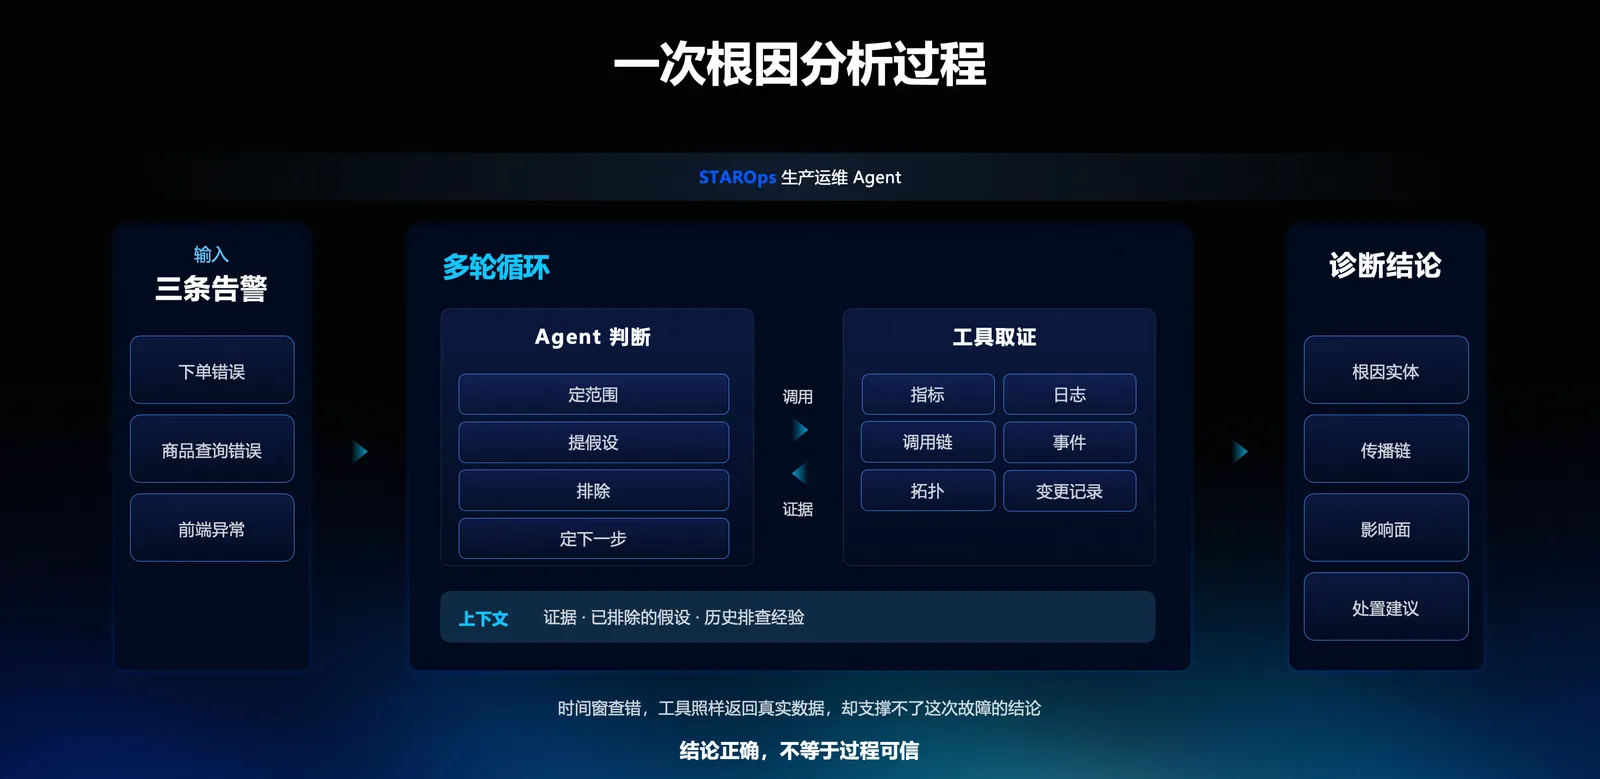 一次根因分析过程
STAROps 生产运维 Agent
输入
三条告警
下单错误
商品查询错误
前端异常
多轮循环
Agent 判断
定范围
提假设
排除
定下一步
调用
证据
工具取证
指标
日志
调用链
事件
拓扑
变更记录
上下文 证据 · 已排除的假设 · 历史排查经验
诊断结论
根因实体
传播链
影响面
处置建议
时间窗查错，工具照样返回真实数据，却支撑不了这次故障的结论
结论正确，不等于过程可信